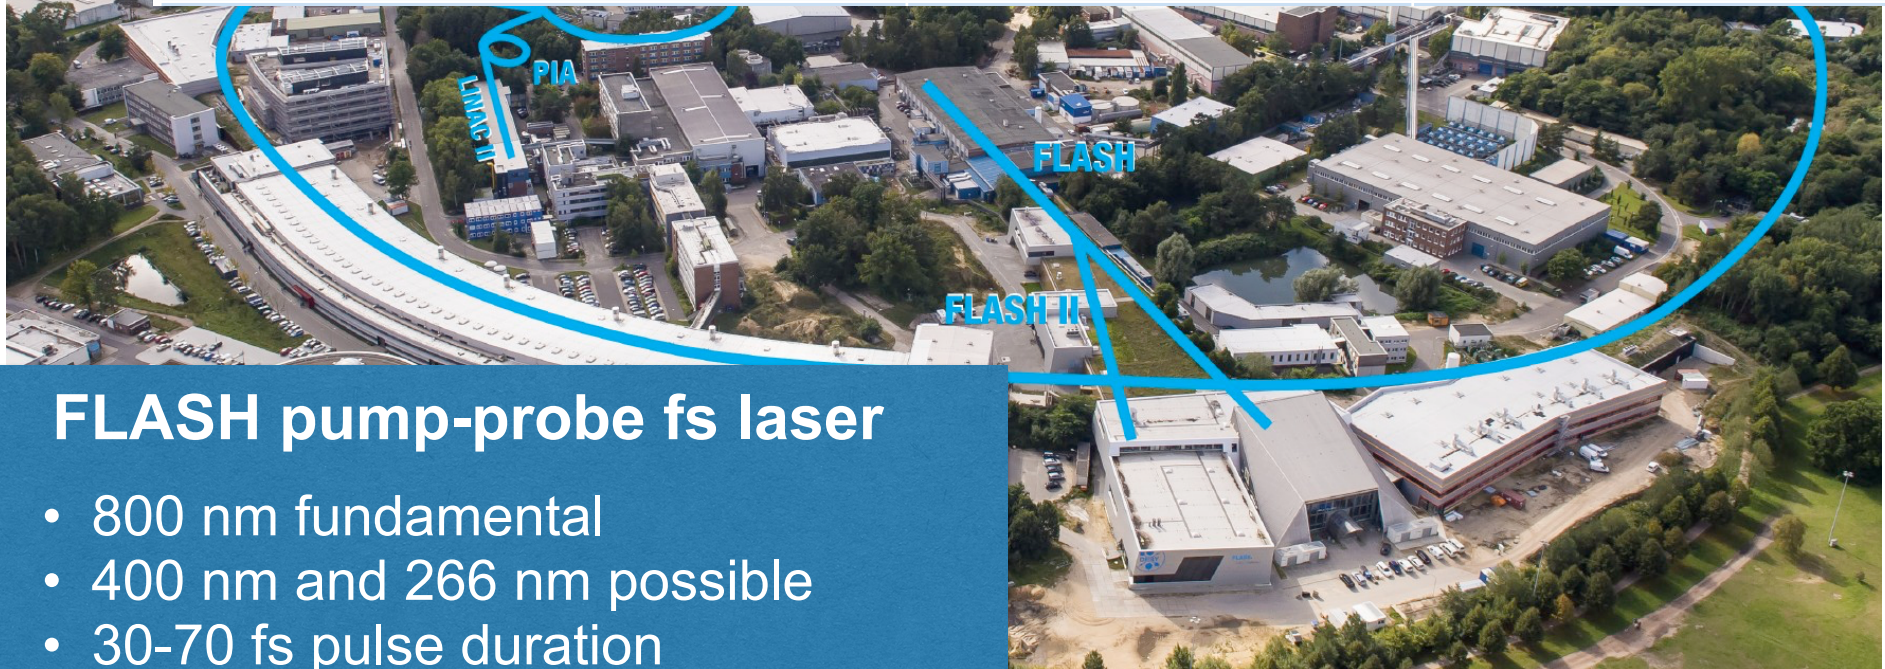 PIA
LINAC II
FLASH
FLASH II
FLASH pump-probe fs laser
• 800 nm fundamental
• 400 nm and 266 nm possible
• 30-70 fs pulse duration